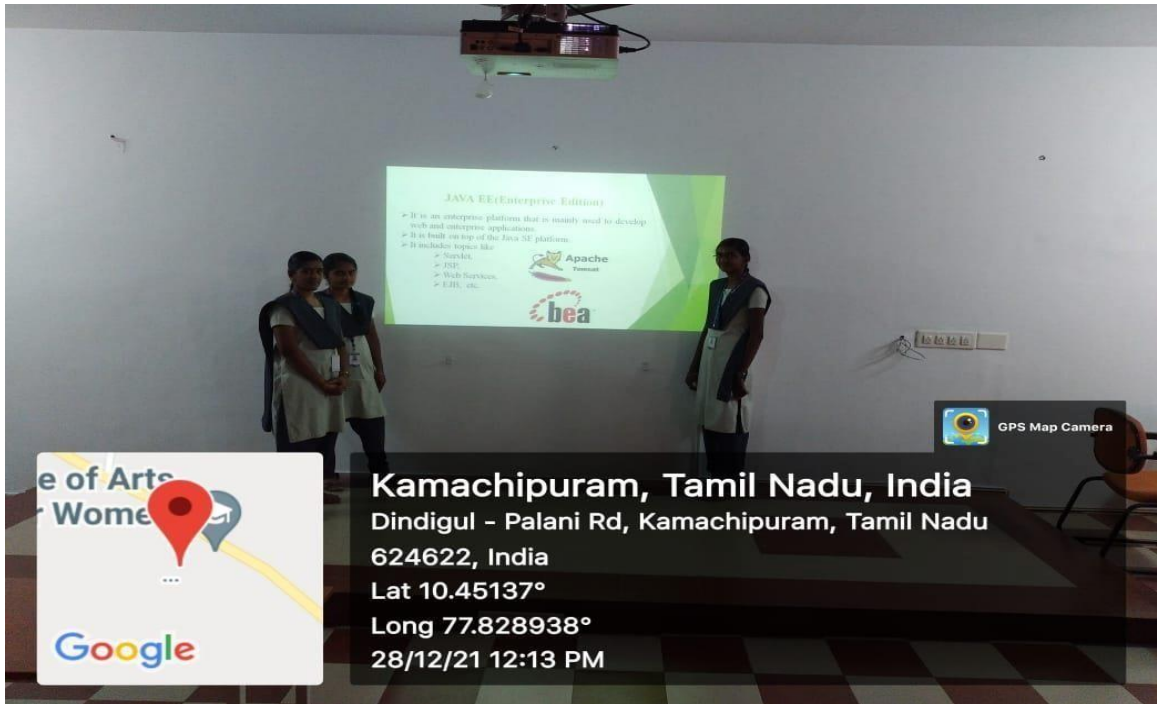 JAVA EE(Enterprise Edition)
➢ It is an enterprise platform that is mainly used to develop
web and enterprise applications.
➢ It is built on top of the Java SE platform.
➢ It includes topics like
➢ Servlet,
➢ JSP,
➢ Web Services,
➢ EJB, etc.
Apache
Tomcat
bea
GPS Map Camera
e of Arts
r Wome
...
Google
Kamachipuram, Tamil Nadu, India
Dindigul - Palani Rd, Kamachipuram, Tamil Nadu
624622, India
Lat 10.45137°
Long 77.828938°
28/12/21 12:13 PM